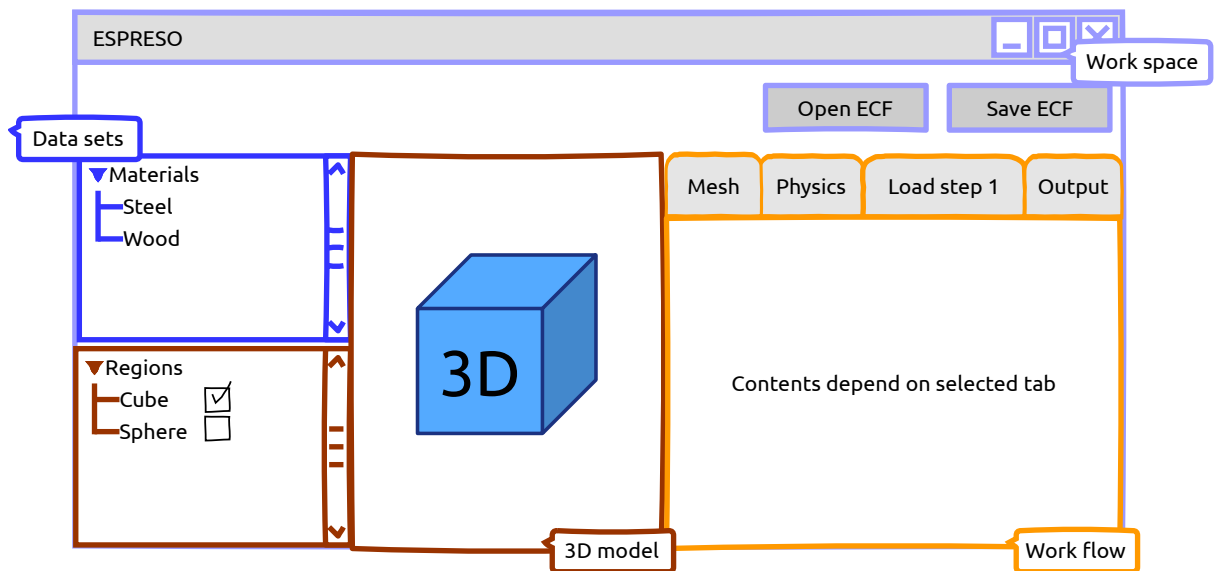 ESPRESO
Work space
Open ECF
Save ECF
Data sets
Materials
Steel
Wood
Regions
Cube
Sphere
3D
3D model
Mesh
Physics
Load step 1
Output
Contents depend on selected tab
Work flow